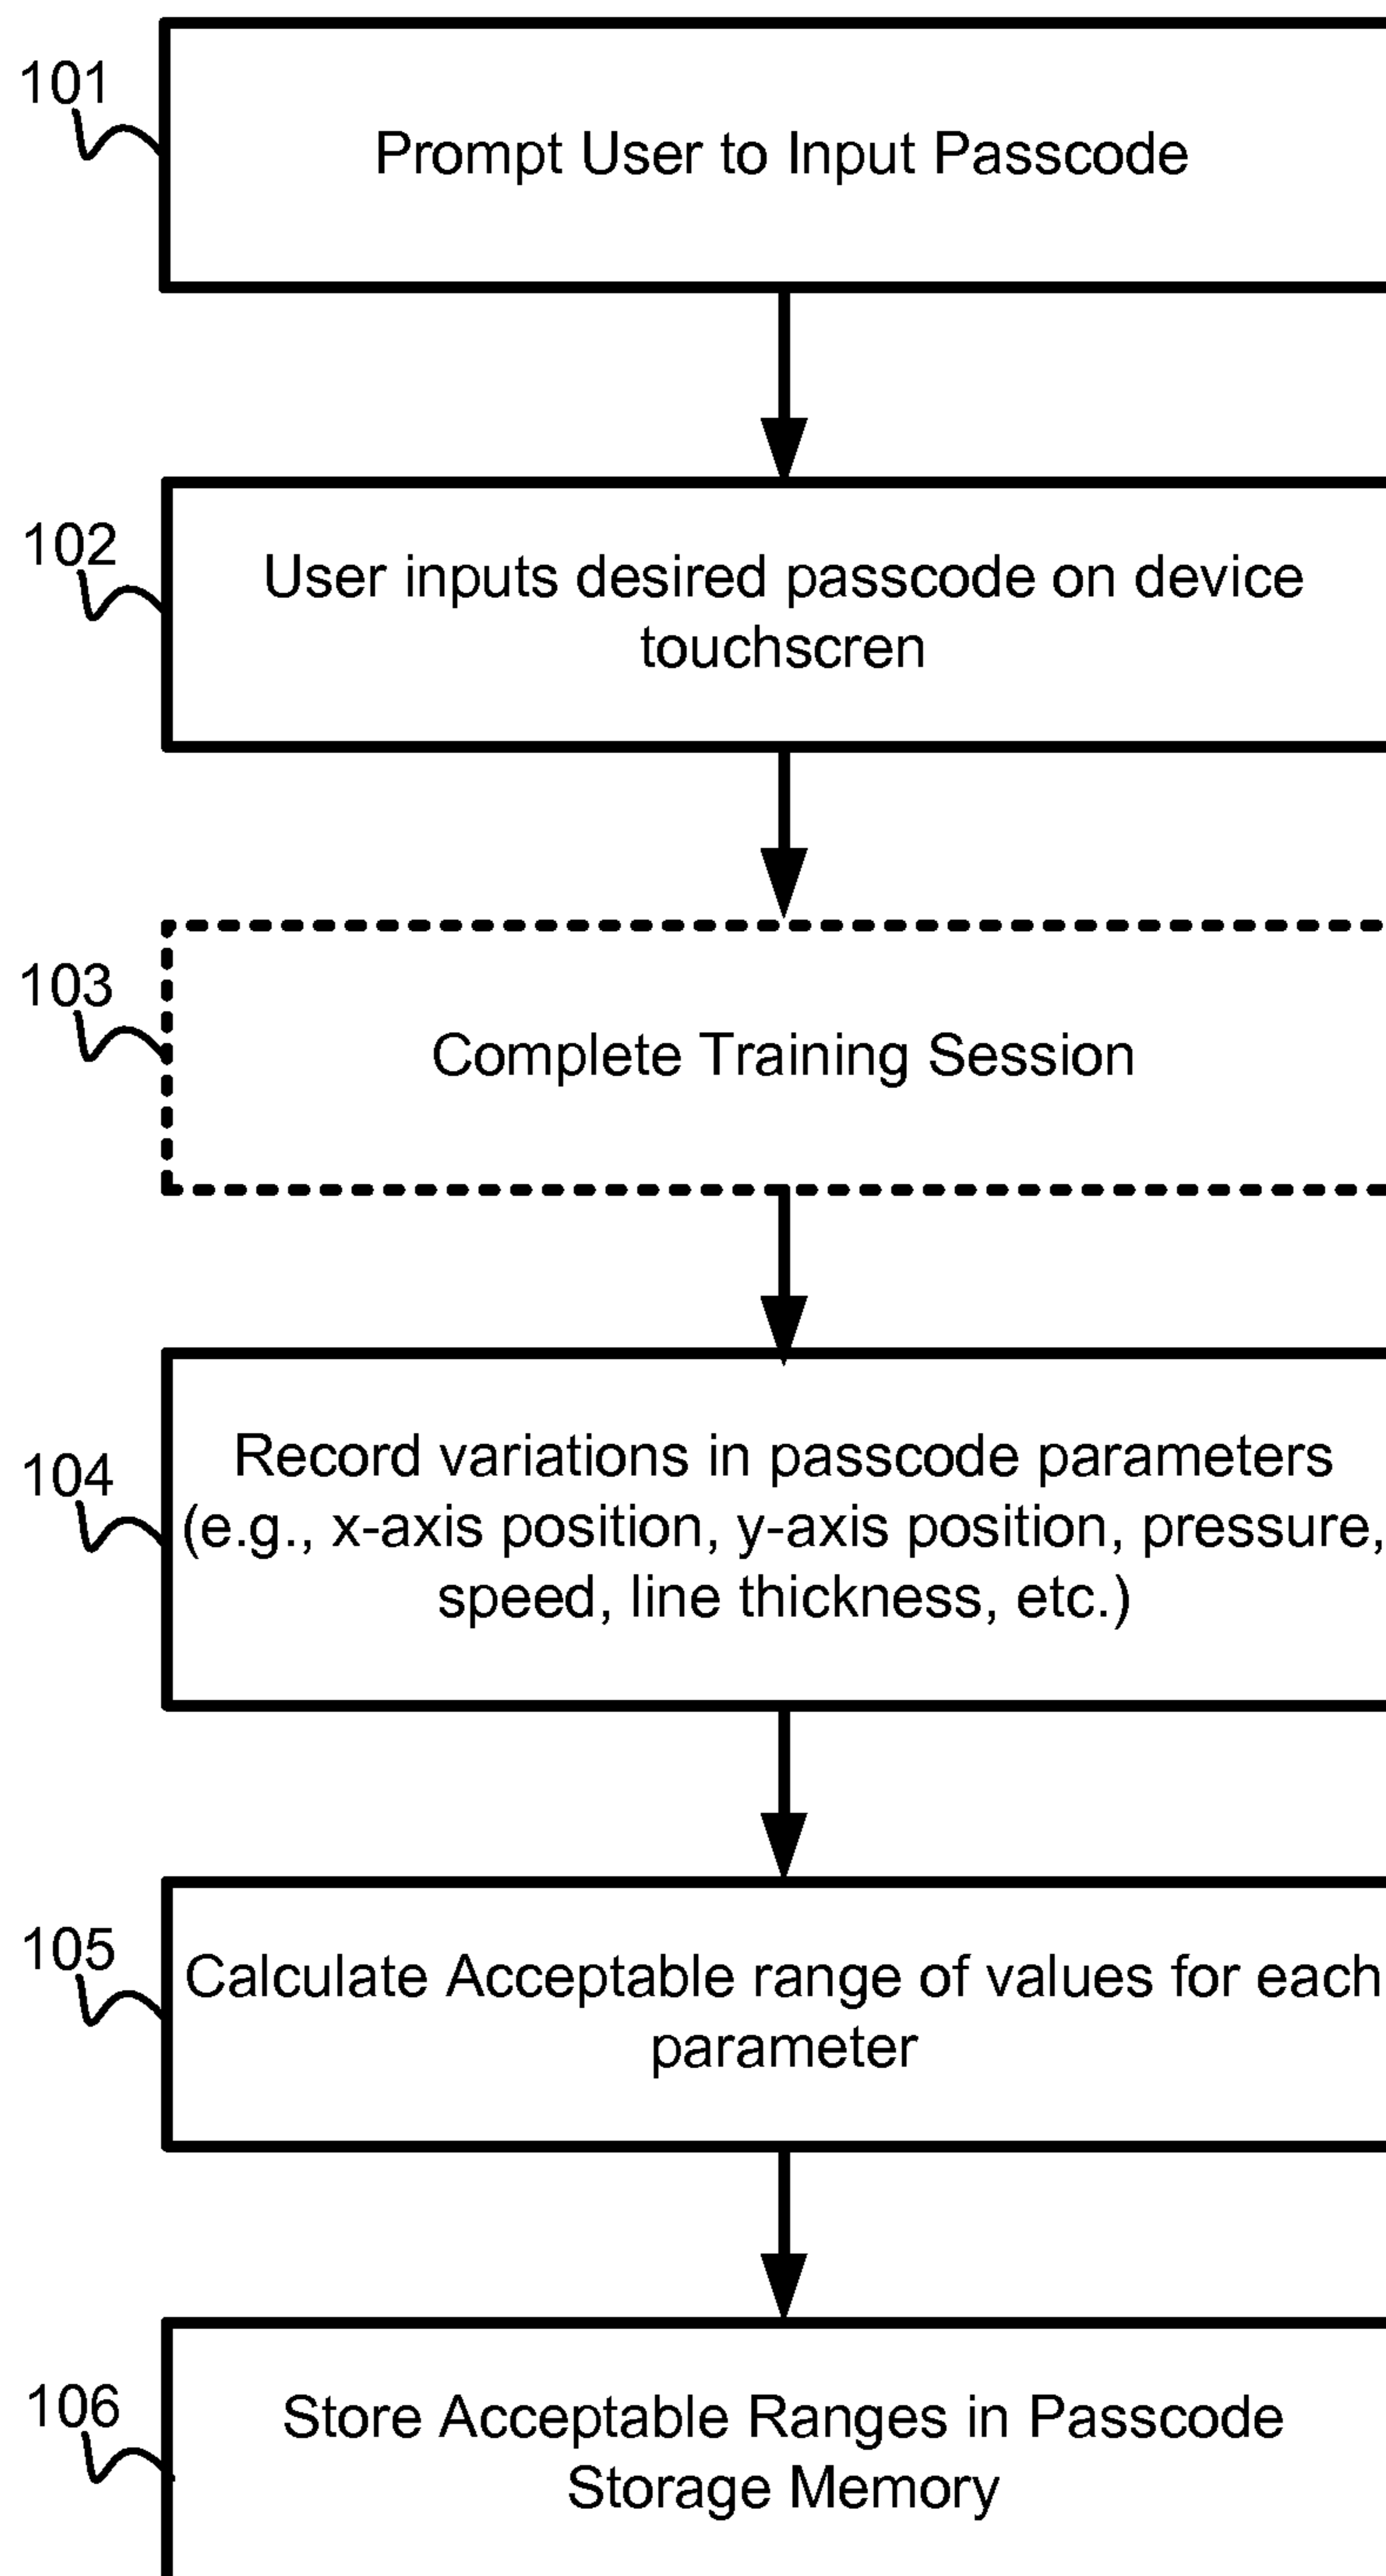 101
Prompt User to Input Passcode
102
User inputs desired passcode on device
touchscren
103
Complete Training Session
104
Record variations in passcode parameters
(e.g., x-axis position, y-axis position, pressure,
speed, line thickness, etc.)
105
Calculate Acceptable range of values for each
parameter
106
Store Acceptable Ranges in Passcode
Storage Memory